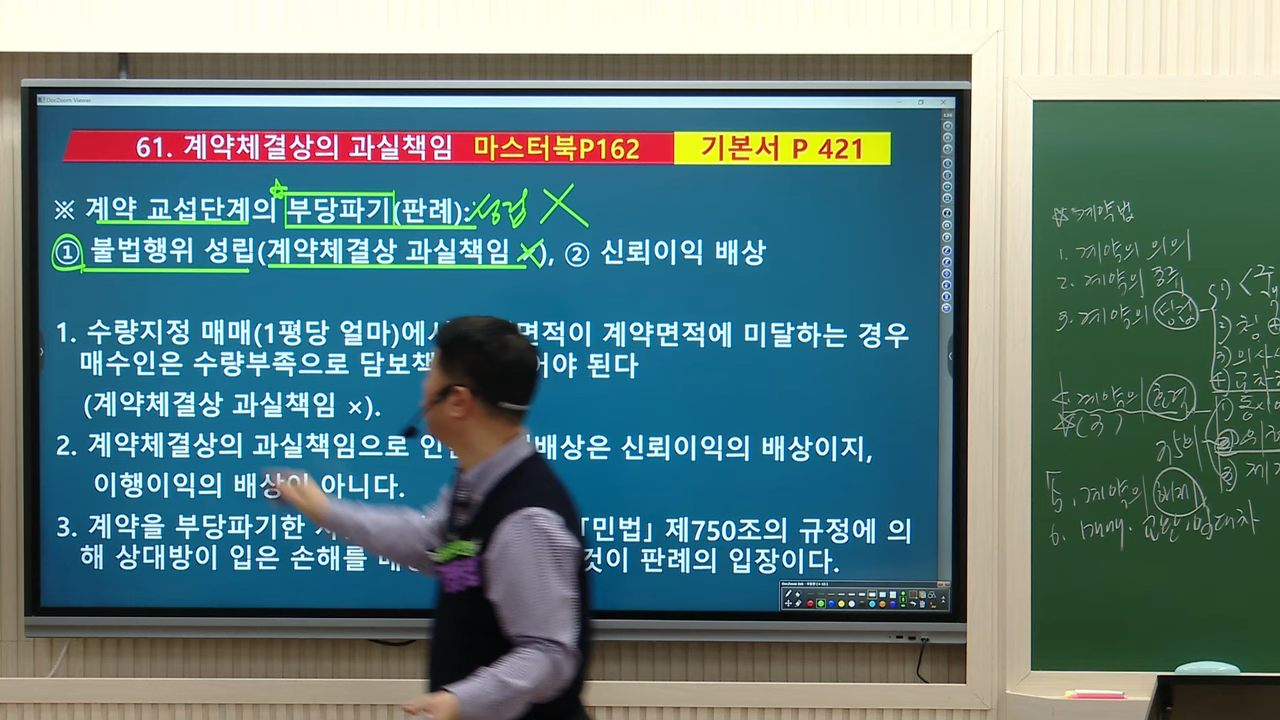 DocZoom Viewer
61. 계약체결상의 과실책임 마스터북P162 기본서 P 421
※ 계약 교섭단계의 부당파기(판례): 성립 X
① 불법행위 성립(계약체결상 과실책임 ×), ② 신뢰이익 배상
1. 수량지정 매매(1평당 얼마)에서 면적이 계약면적에 미달하는 경우
매수인은 수량부족으로 담보책 어야 된다
(계약체결상 과실책임 ×).
2. 계약체결상의 과실책임으로 인 배상은 신뢰이익의 배상이지,
이행이익의 배상이 아니다.
3. 계약을 부당파기한 「민법」 제750조의 규정에 의
해 상대방이 입은 손해를 것이 판례의 입장이다.
계약법
1. 계약의 의의
2. 계약의 종류
3. 계약의 성립
4. 계약의 효력
5. 계약의 해제
6. 매매. 교환. 임대차